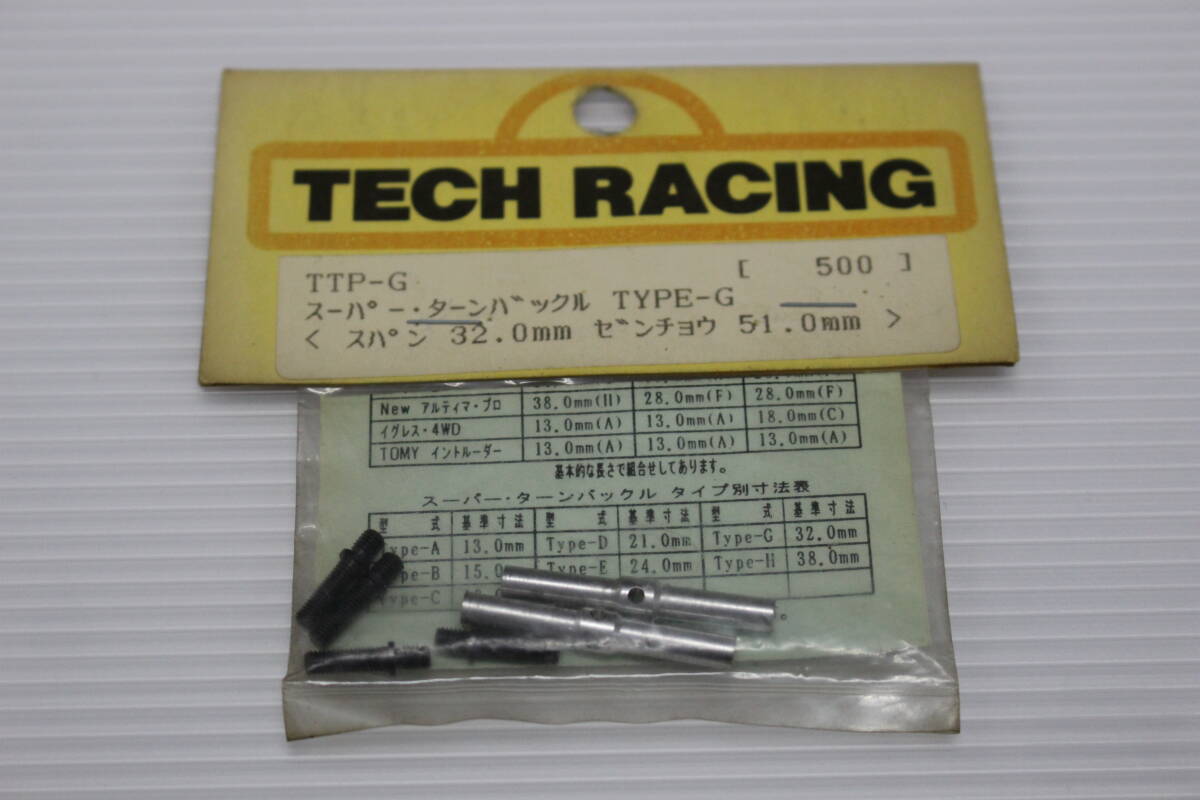 TECH RACING
TTP-G [ 500 ]
スーパー・ターンバックル TYPE-G
< スパン 32.0mm ゼンチョウ 51.0mm >
New アルティマ・プロ 38.0mm(H) 28.0mm(F) 28.0mm(F)
イグレス・4WD 13.0mm(A) 13.0mm(A) 18.0mm(C)
TOMY イントルーダー 13.0mm(A) 13.0mm(A) 13.0mm(A)
基本的な長さで組合せしてあります。
スーパー・ターンバックル タイプ別寸法表
型 式 基準寸法 型 式 基準寸法 型 式 基準寸法
Type-A 13.0mm Type-D 21.0mm Type-G 32.0mm
Type-B 15.0 Type-E 24.0mm Type-H 38.0mm
Type-C